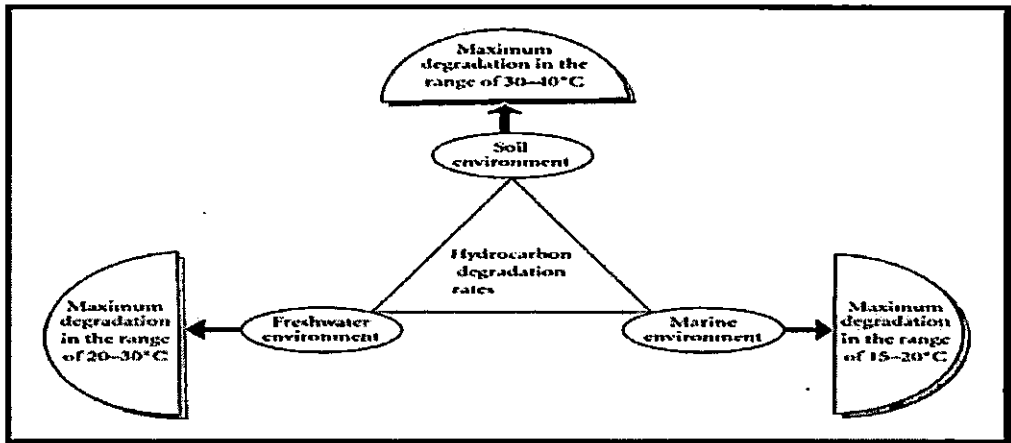 Maximum
degradation in the
range of 30–40°C
Soil
environment
Hydrocarbon
degradation
rates
Maximum
degradation
in the range
of 20–30°C
Freshwater
environment
Marine
environment
Maximum
degradation
in the range
of 15–20°C